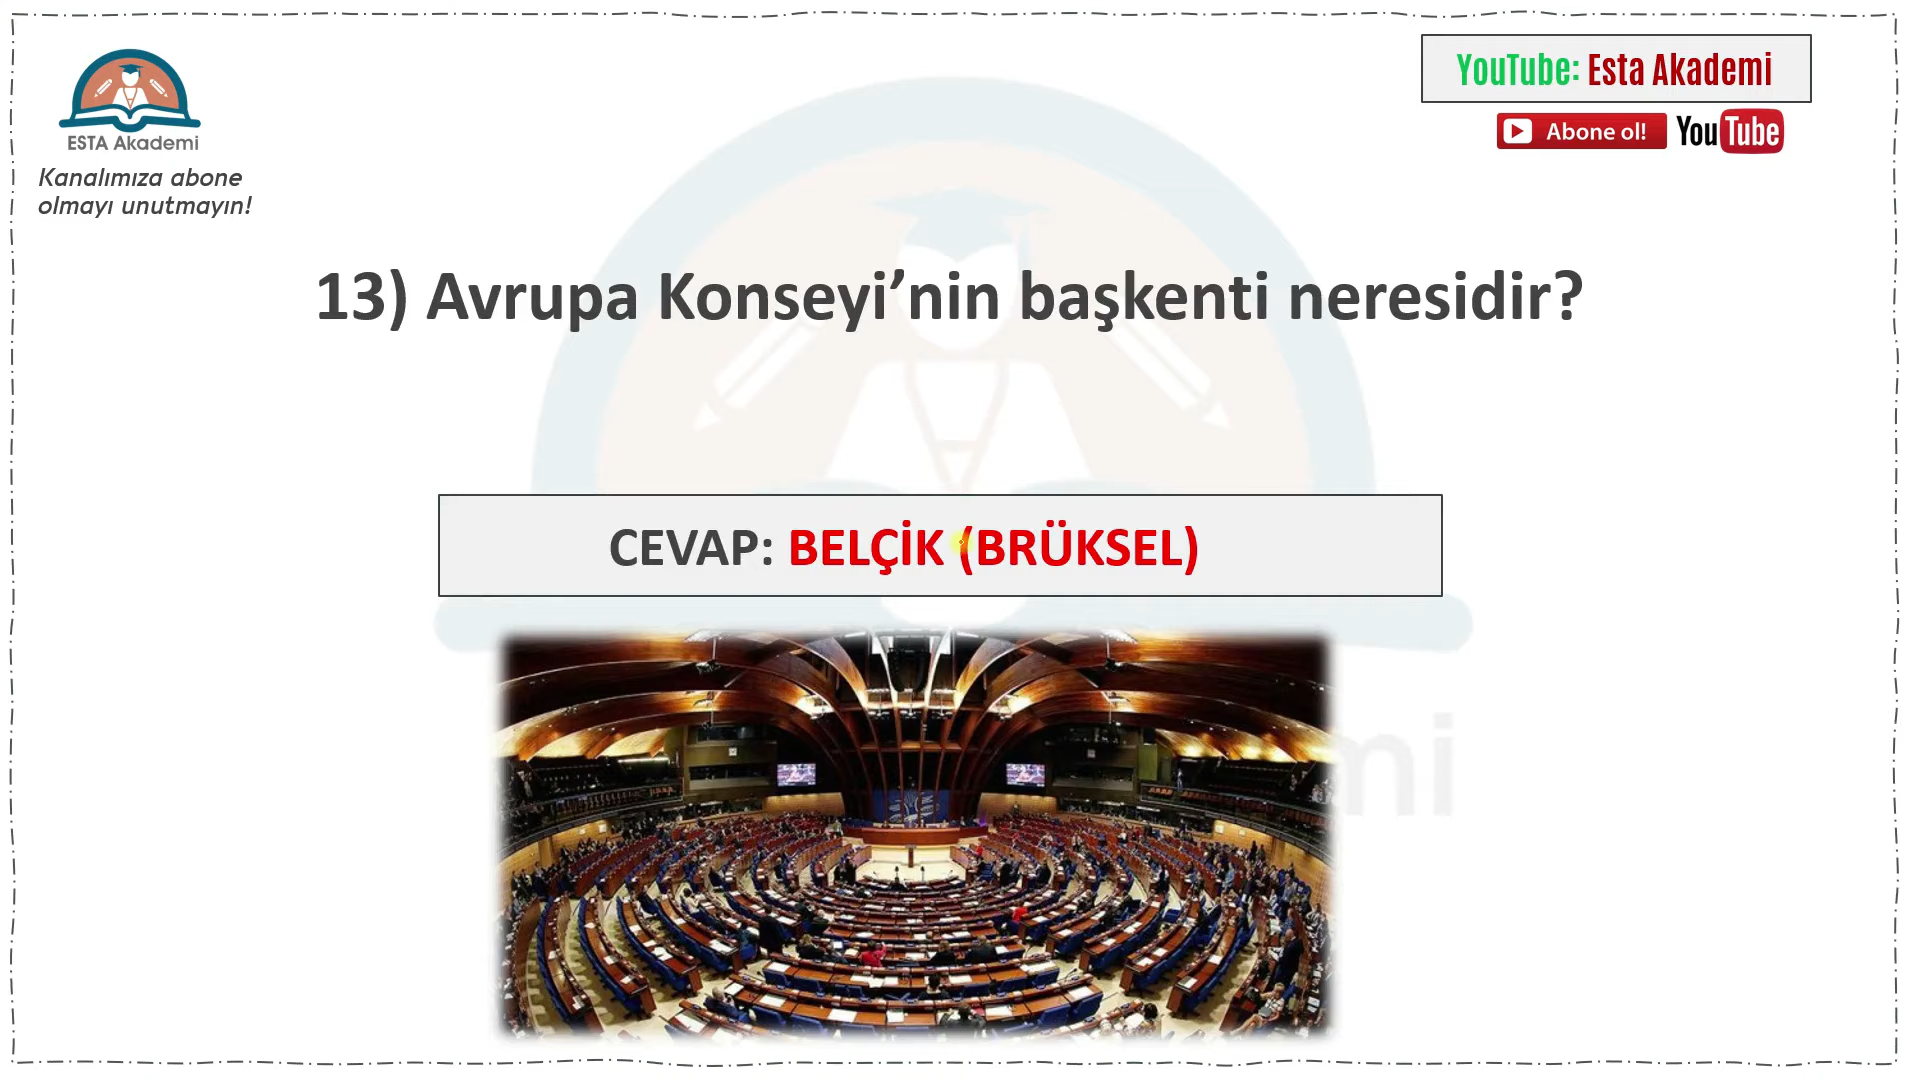 YouTube: Esta Akademi
Abone ol! YouTube
ESTA Akademi
Kanalımıza abone
olmayı unutmayın!
13) Avrupa Konseyi’nin başkenti neresidir?
CEVAP: BELÇİK (BRÜKSEL)
mi